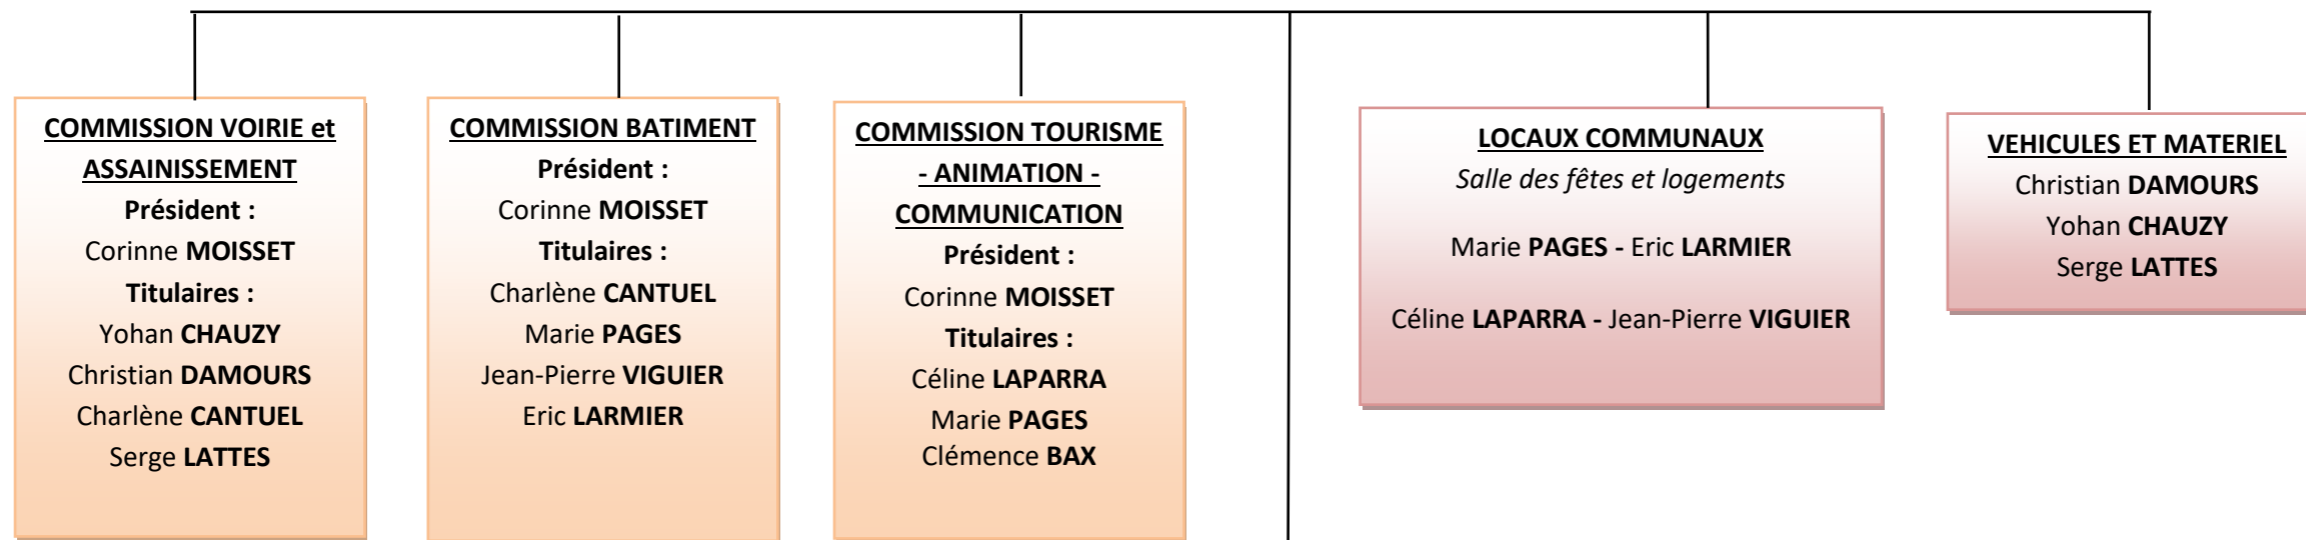 COMMISSION VOIRIE et
ASSAINISSEMENT
Président :
Corinne MOISSET
Titulaires :
Yohan CHAUZY
Christian DAMOURS
Charlène CANTUEL
Serge LATTES
COMMISSION BATIMENT
Président :
Corinne MOISSET
Titulaires :
Charlène CANTUEL
Marie PAGES
Jean-Pierre VIGUIER
Eric LARMIER
COMMISSION TOURISME
- ANIMATION -
COMMUNICATION
Président :
Corinne MOISSET
Titulaires :
Céline LAPARRA
Marie PAGES
Clémence BAX
LOCAUX COMMUNAUX
Salle des fêtes et logements
Marie PAGES - Eric LARMIER
Céline LAPARRA - Jean-Pierre VIGUIER
VEHICULES ET MATERIEL
Christian DAMOURS
Yohan CHAUZY
Serge LATTES